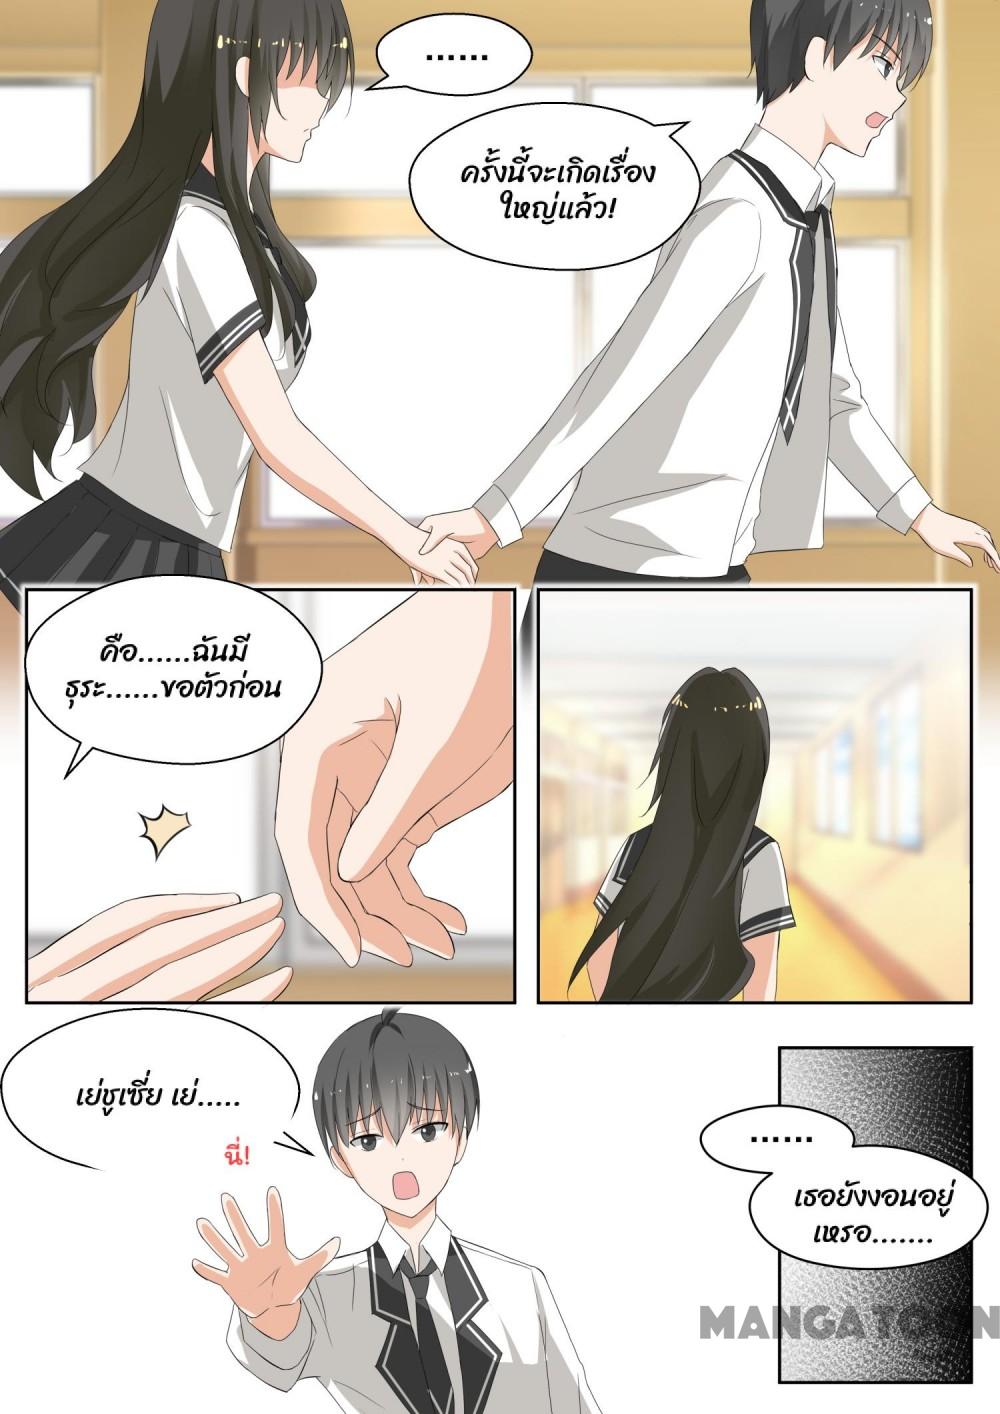 ......
ครั้งนี้จะเกิดเรื่อง
ใหญ่แล้ว!
คือ......ฉันมี
ธุระ......ขอตัวก่อน
เย่ชูเซี่ย เย่.....
นี่!
......
เธอยังงอนอยู่
เหรอ.......
MANGATOWN